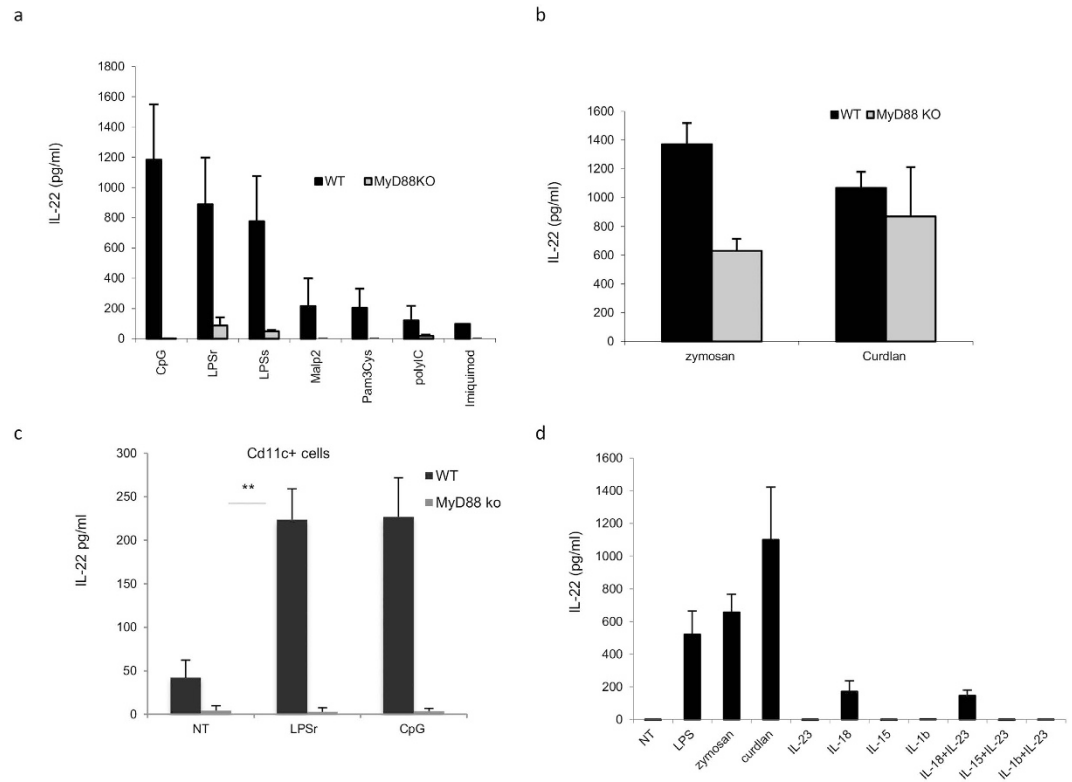 a
1800
1600
1400
1200
1000
800
600
400
200
0
IL-22 (pg/ml)
WT MyD88KO
CpG LPSr LPSs Malp2 Pam3Cys polyIC Imiquimod
b
1600
1400
1200
1000
800
600
400
200
0
IL-22 (pg/ml)
WT MyD88 KO
zymosan Curdlan
c
Cd11c+ cells
300
250
200
150
100
50
0
IL-22 pg/ml
**
WT
MyD88 ko
NT LPSr CpG
d
1600
1400
1200
1000
800
600
400
200
0
IL-22 (pg/ml)
NT LPS zymosan curdlan IL-23 IL-18 IL-15 IL-1b IL-18+IL-23 IL-15+IL-23 IL-1b+IL-23